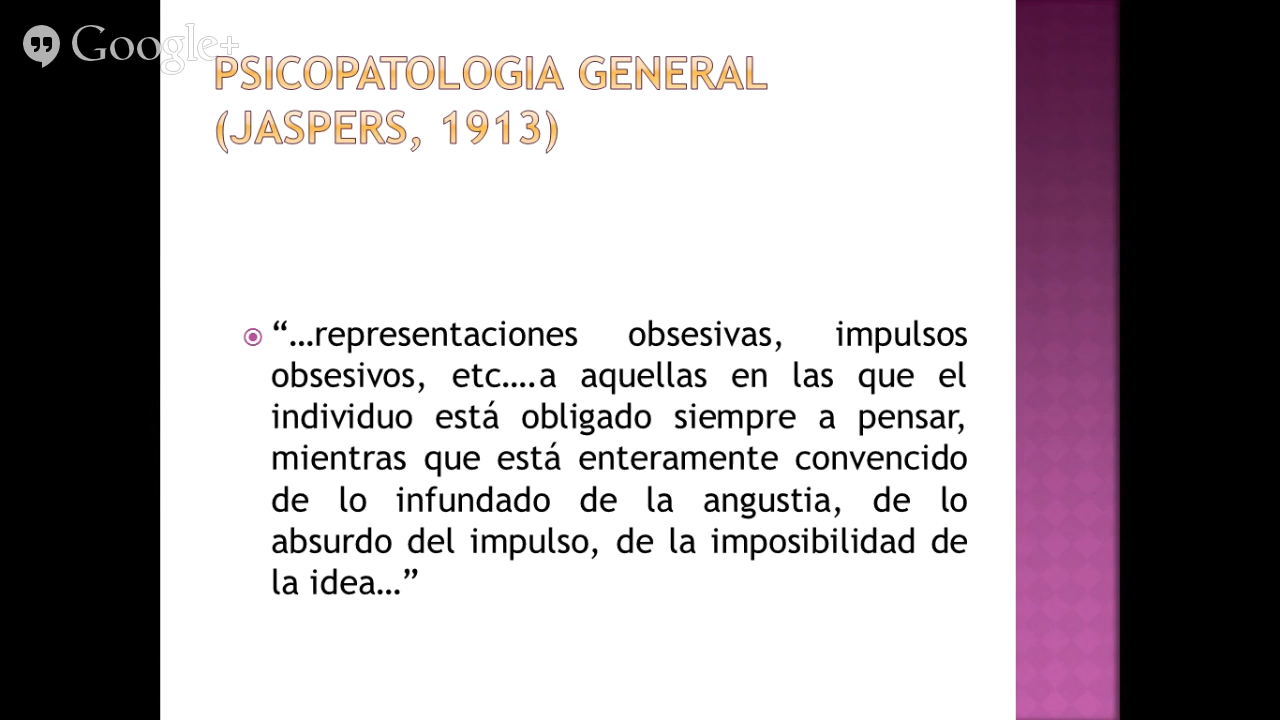 Google+
PSICOPATOLOGIA GENERAL
(JASPERS, 1913)
“…representaciones obsesivas, impulsos
obsesivos, etc….a aquellas en las que el
individuo está obligado siempre a pensar,
mientras que está enteramente convencido
de lo infundado de la angustia, de lo
absurdo del impulso, de la imposibilidad de
la idea…”